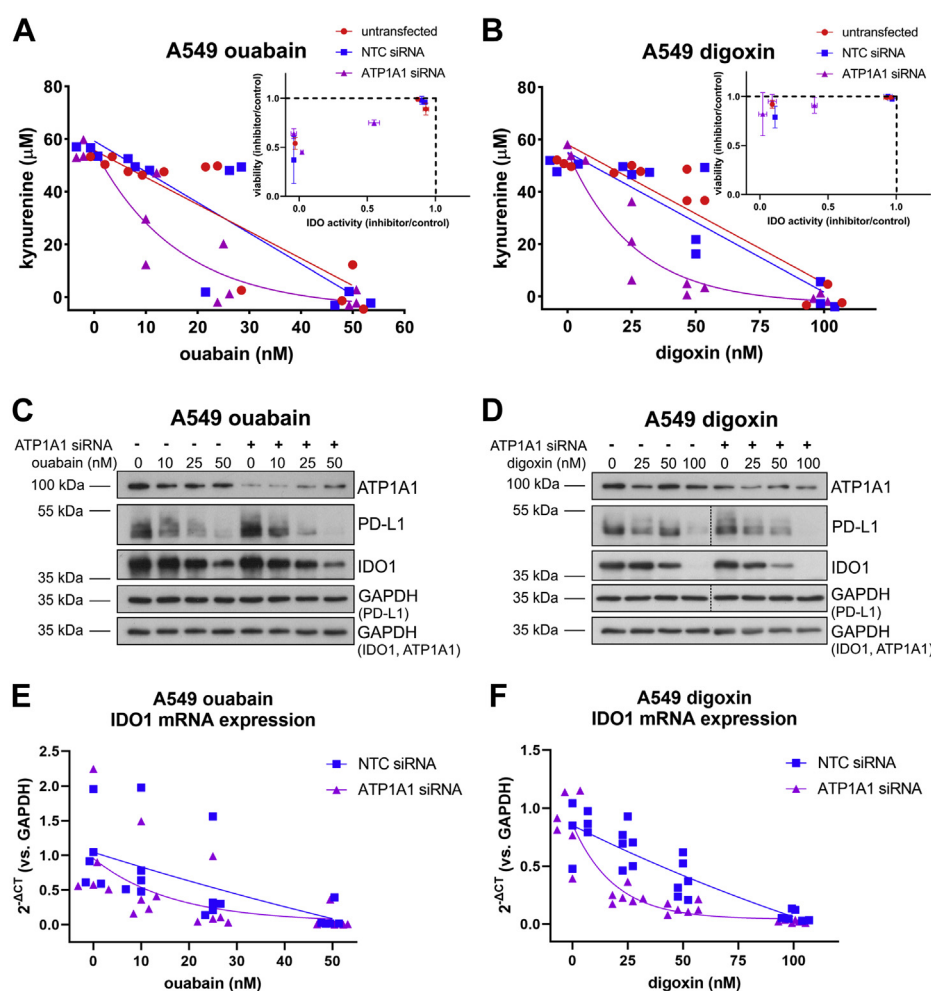 A
A549 ouabain
untransfected
NTC siRNA
ATP1A1 siRNA
80
60
40
20
0
kynurenine (μM)
0 10 20 30 40 50 60
ouabain (nM)
viability (inhibitor/control)
1.0
0.5
0.0
0.0 0.5 1.0
IDO activity (inhibitor/control)
B
A549 digoxin
untransfected
NTC siRNA
ATP1A1 siRNA
80
60
40
20
0
kynurenine (μM)
0 25 50 75 100
digoxin (nM)
viability (inhibitor/control)
1.0
0.5
0.0
0.0 0.5 1.0
IDO activity (inhibitor/control)
C
A549 ouabain
ATP1A1 siRNA - - - - + + + +
ouabain (nM) 0 10 25 50 0 10 25 50
100 kDa ATP1A1
55 kDa
PD-L1
IDO1
35 kDa
35 kDa GAPDH
(PD-L1)
35 kDa GAPDH
(IDO1, ATP1A1)
D
A549 digoxin
ATP1A1 siRNA - - - - + + + +
digoxin (nM) 0 25 50 100 0 25 50 100
100 kDa ATP1A1
55 kDa
PD-L1
IDO1
35 kDa
35 kDa GAPDH
(PD-L1)
35 kDa GAPDH
(IDO1, ATP1A1)
E
A549 ouabain
IDO1 mRNA expression
NTC siRNA
ATP1A1 siRNA
2.5
2.0
1.5
1.0
0.5
0.0
2-ΔCT (vs. GAPDH)
0 10 20 30 40 50
ouabain (nM)
F
A549 digoxin
IDO1 mRNA expression
NTC siRNA
ATP1A1 siRNA
1.5
1.0
0.5
0.0
2-ΔCT (vs. GAPDH)
0 25 50 75 100
digoxin (nM)